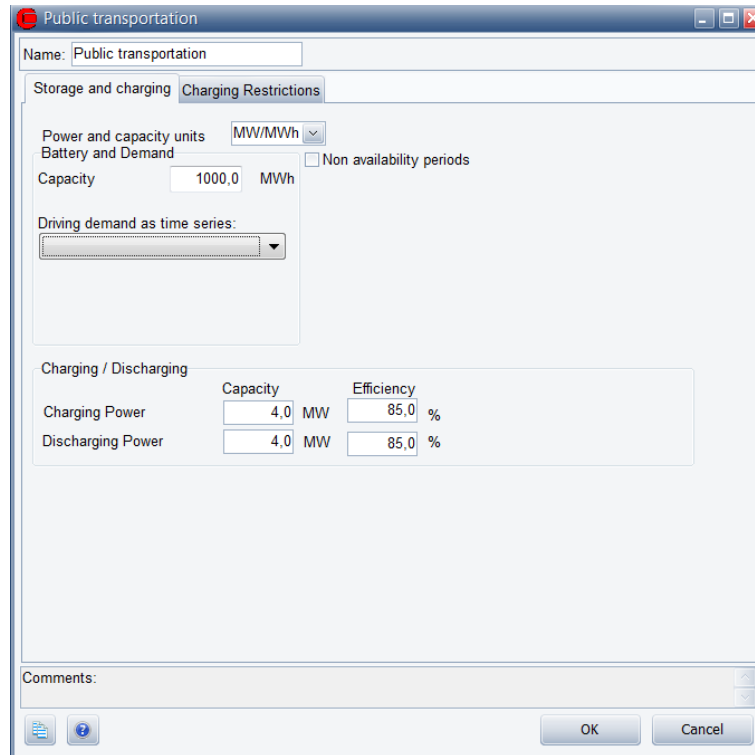 Public transportation
Name: Public transportation
Storage and charging Charging Restrictions
Power and capacity units MW/MWh
Battery and Demand
Non availability periods
Capacity 1000,0 MWh
Driving demand as time series:
Charging / Discharging
Capacity Efficiency
Charging Power 4,0 MW 85,0 %
Discharging Power 4,0 MW 85,0 %
Comments:
OK Cancel